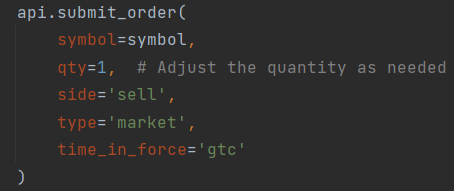 api.submit_order(
    symbol=symbol,
    qty=1,  # Adjust the quantity as needed
    side='sell',
    type='market',
    time_in_force='gtc'
)